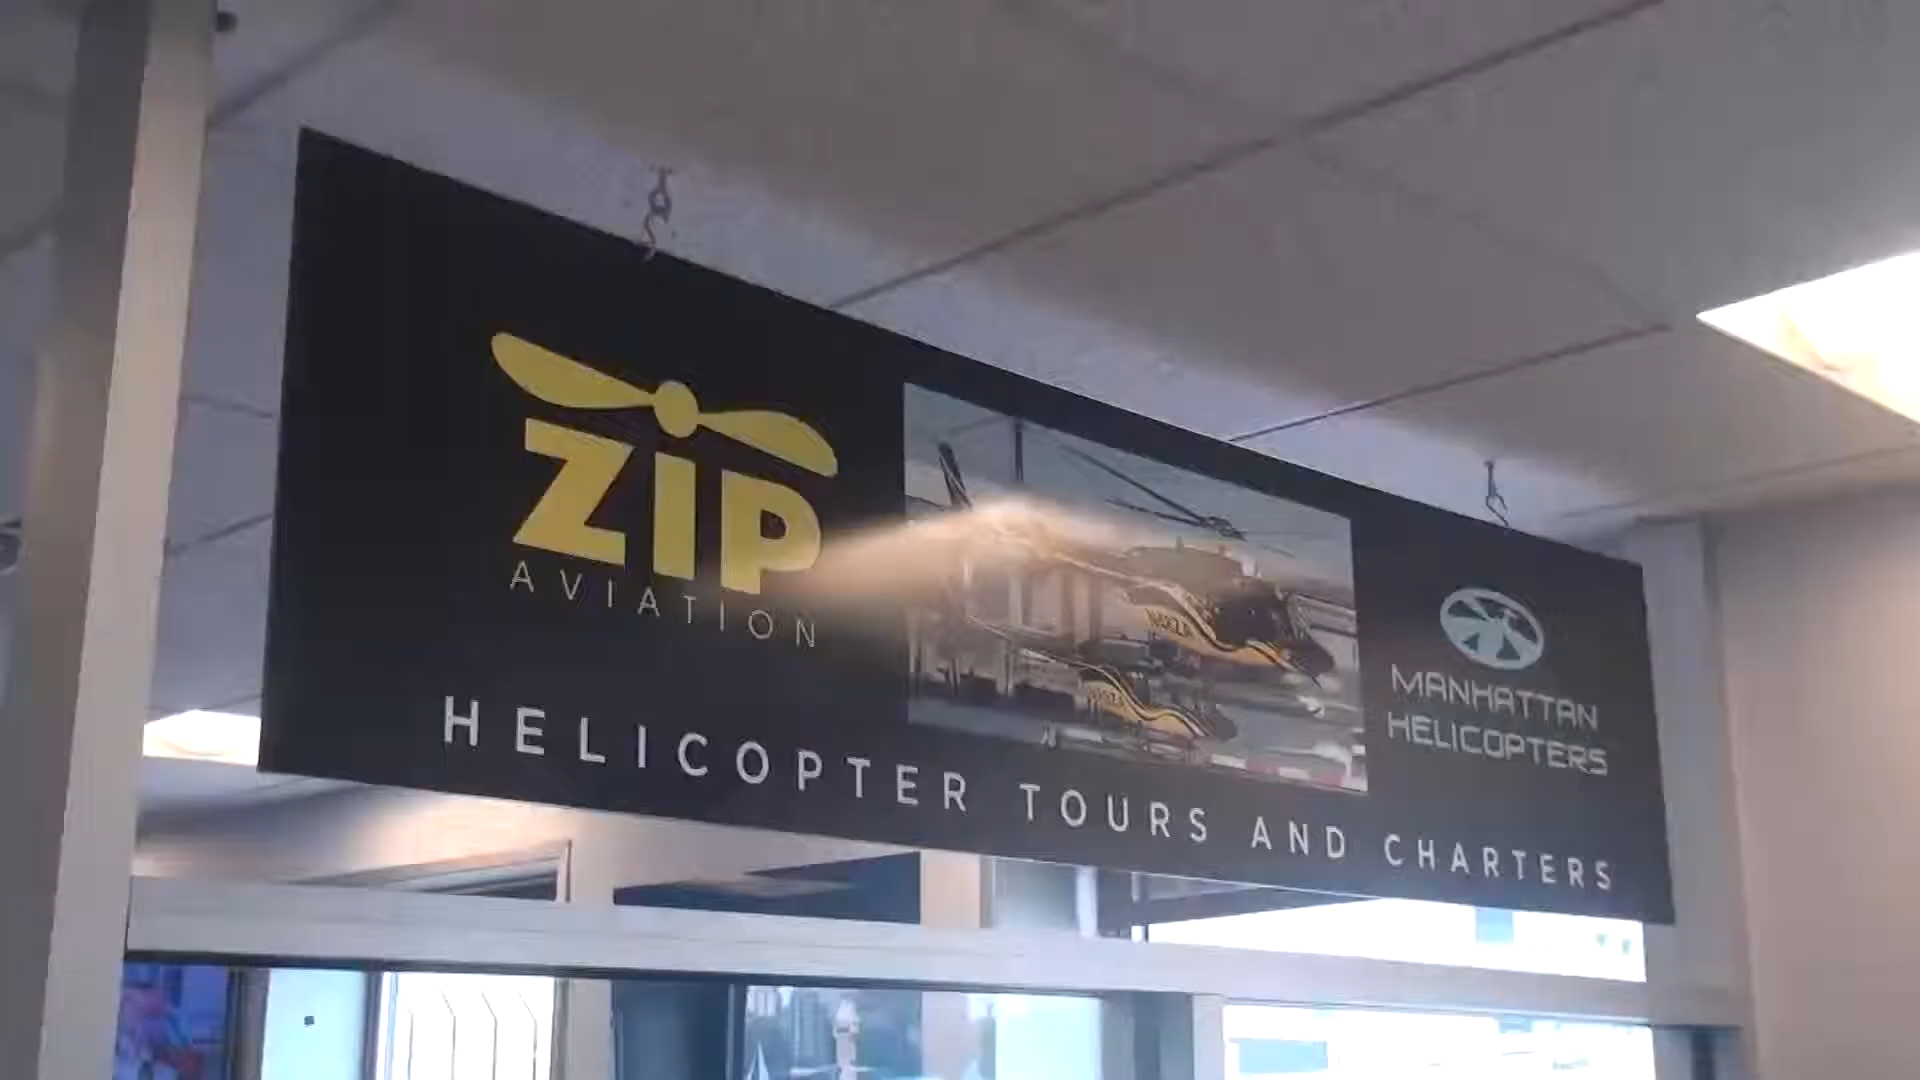 ZIP
AVIATION
MANHATTAN
HELICOPTERS
HELICOPTER TOURS AND CHARTERS